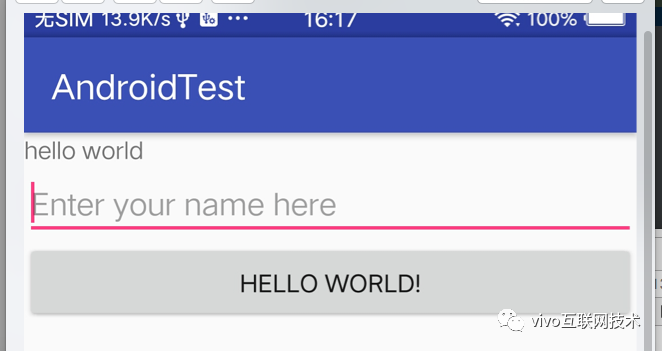 无SIM 13.9K/s ••• 16:17 100%
AndroidTest
hello world
Enter your name here
HELLO WORLD!
vivo互联网技术